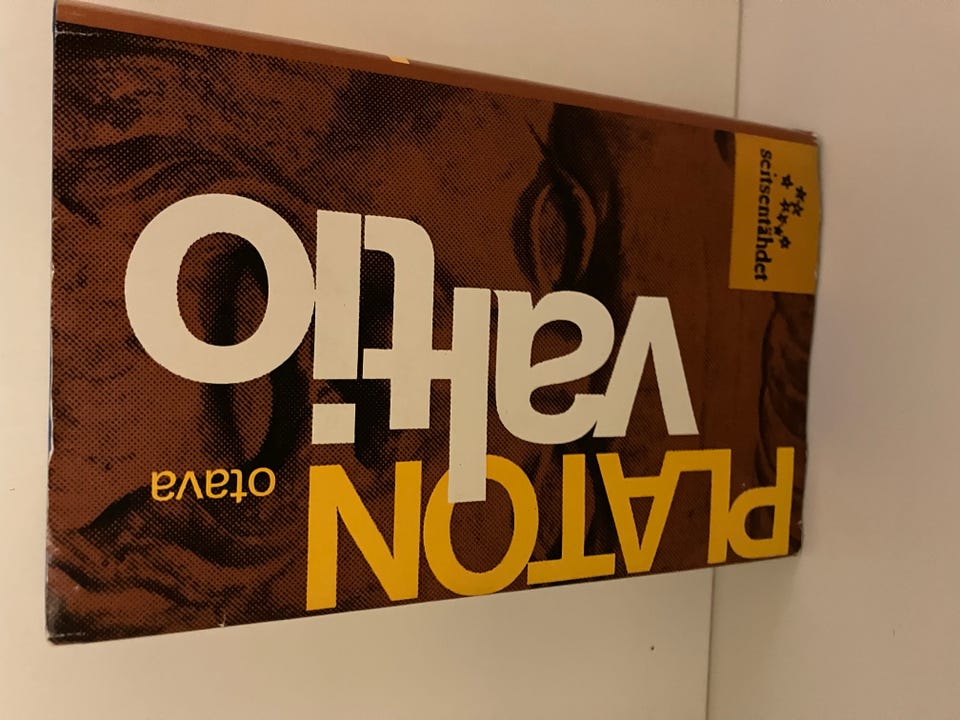 PLATON
valtio
otava
seitsentähdet